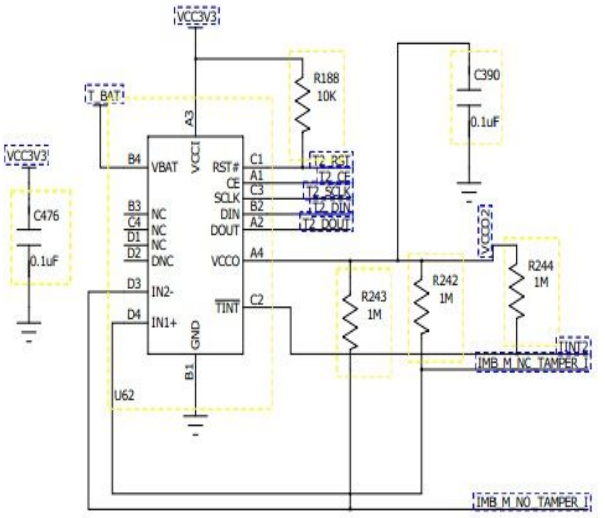 VCC3V3
T_BAT
R188
10K
C390
0.1uF
VCC3V3
C476
0.1uF
A3
VCCI
B4 VBAT
RST# C1 T2_RST
CE A1 T2_CE
SCLK C3 T2_SCLK
DIN B2 T2_DIN
DOUT A2 T2_DOUT
B3 NC
C4 NC
D1 NC
D2 DNC
VCCO A4
VCCO2
D3 IN2-
D4 IN1+
TINT C2
GND
B1
U62
R243
1M
R242
1M
R244
1M
TINT2
IMB_M_NC_TAMPER_I
IMB_M_NO_TAMPER_I